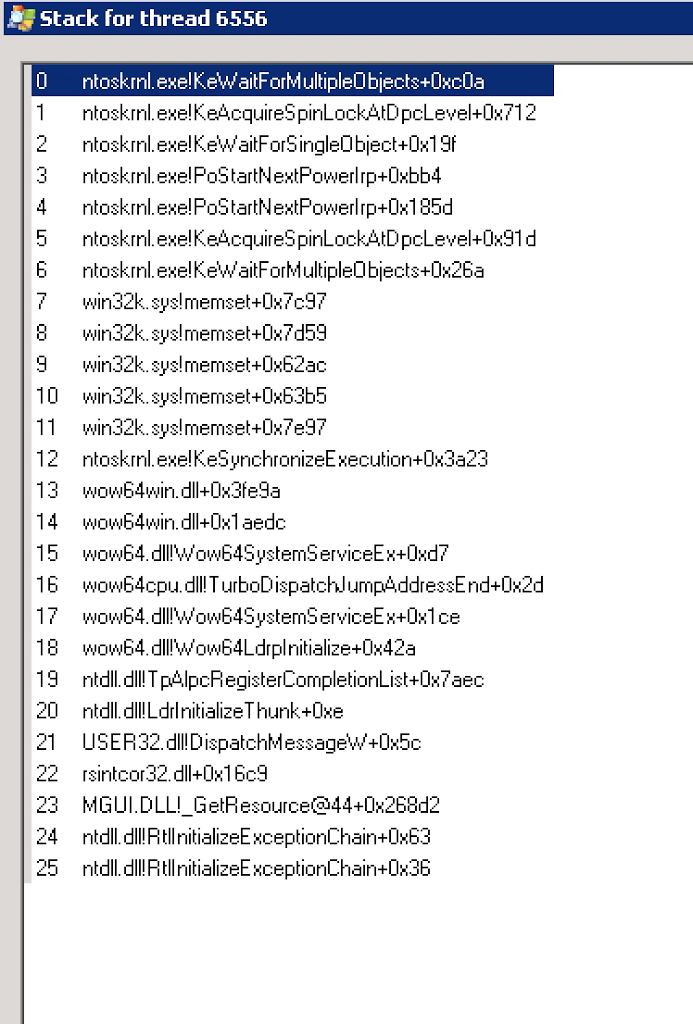 Stack for thread 6556
0 ntoskrnl.exe!KeWaitForMultipleObjects+0xc0a
1 ntoskrnl.exe!KeAcquireSpinLockAtDpcLevel+0x712
2 ntoskrnl.exe!KeWaitForSingleObject+0x19f
3 ntoskrnl.exe!PoStartNextPowerIrp+0xbb4
4 ntoskrnl.exe!PoStartNextPowerIrp+0x185d
5 ntoskrnl.exe!KeAcquireSpinLockAtDpcLevel+0x91d
6 ntoskrnl.exe!KeWaitForMultipleObjects+0x26a
7 win32k.sys!memset+0x7c97
8 win32k.sys!memset+0x7d59
9 win32k.sys!memset+0x62ac
10 win32k.sys!memset+0x63b5
11 win32k.sys!memset+0x7e97
12 ntoskrnl.exe!KeSynchronizeExecution+0x3a23
13 wow64win.dll+0x3fe9a
14 wow64win.dll+0x1aedc
15 wow64.dll!Wow64SystemServiceEx+0xd7
16 wow64cpu.dll!TurboDispatchJumpAddressEnd+0x2d
17 wow64.dll!Wow64SystemServiceEx+0x1ce
18 wow64.dll!Wow64LdrpInitialize+0x42a
19 ntdll.dll!TpAlpcRegisterCompletionList+0x7aec
20 ntdll.dll!LdrInitializeThunk+0xe
21 USER32.dll!DispatchMessageW+0x5c
22 rsintcor32.dll+0x16c9
23 MGUI.DLL!_GetResource@44+0x268d2
24 ntdll.dll!RtlInitializeExceptionChain+0x63
25 ntdll.dll!RtlInitializeExceptionChain+0x36